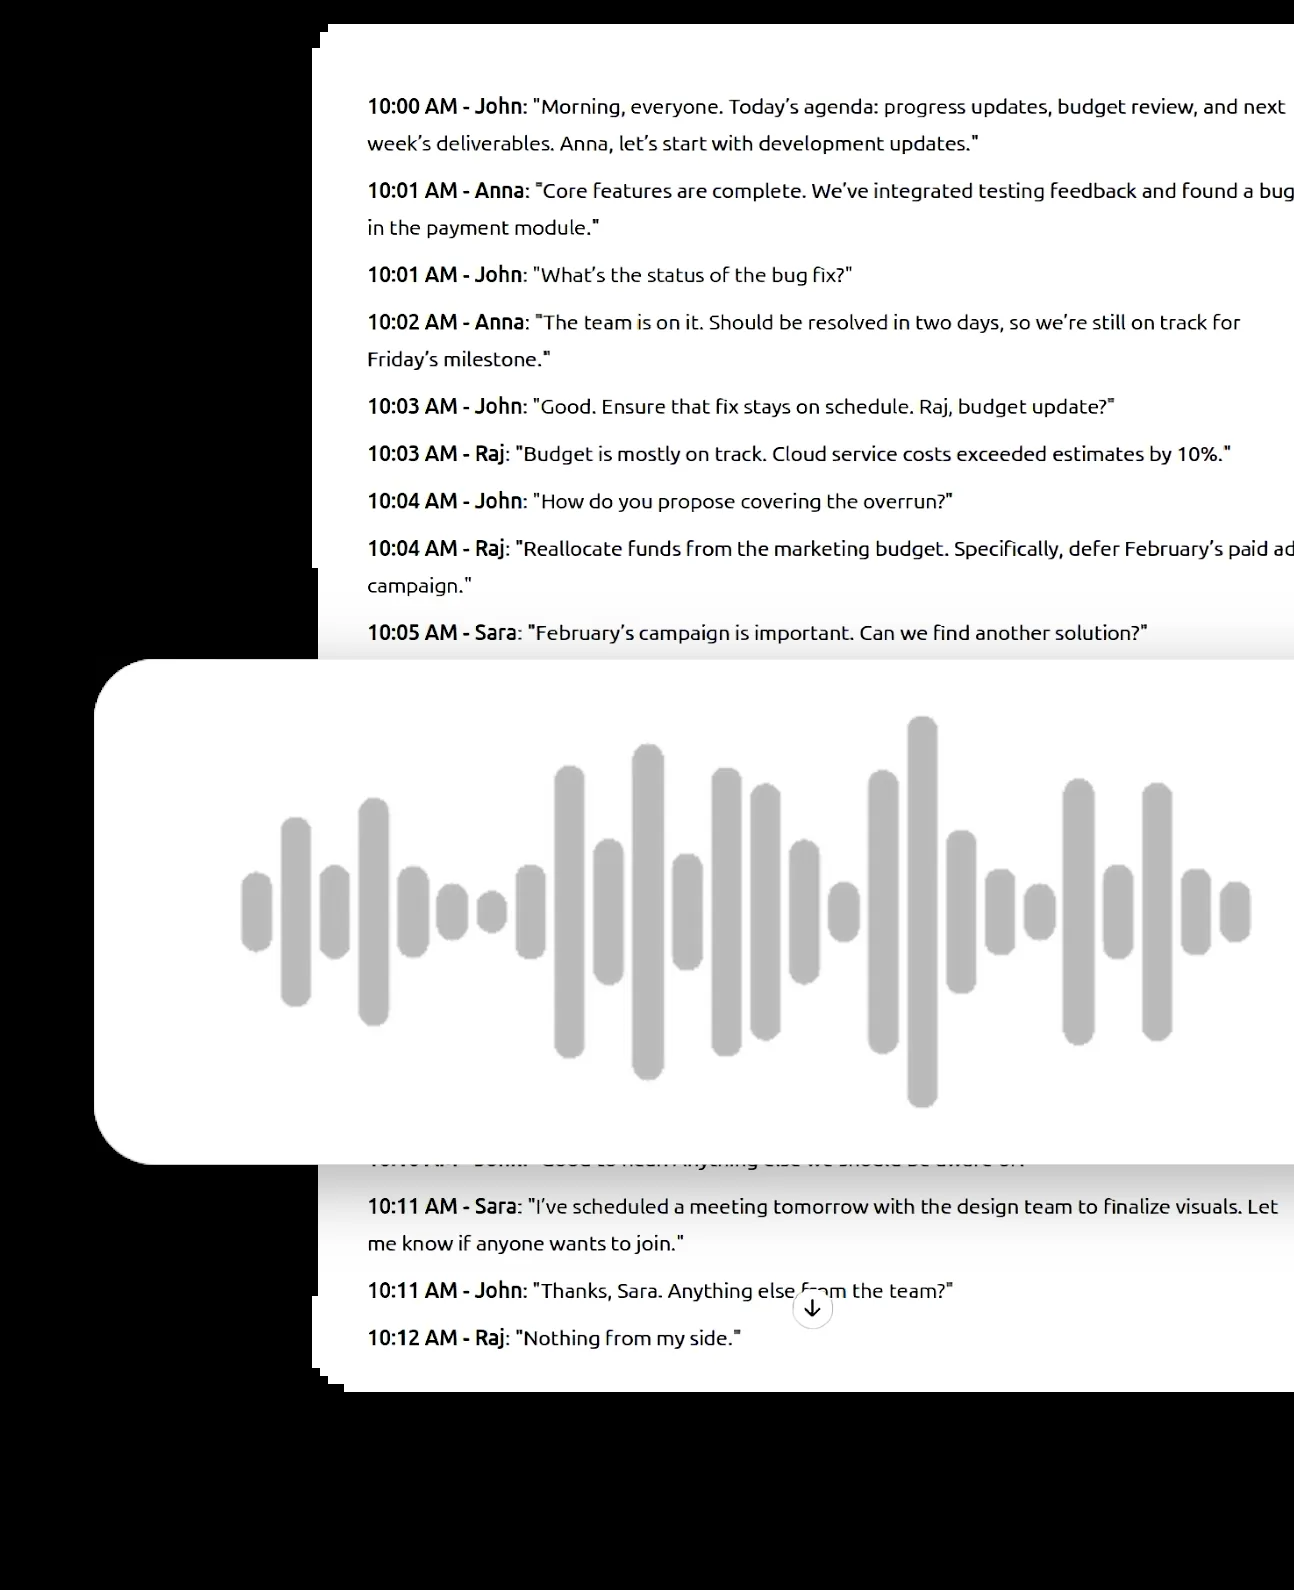 10:00 AM - John: "Morning, everyone. Today's agenda: progress updates, budget review, and next
week's deliverables. Anna, let's start with development updates."
10:01 AM - Anna: "Core features are complete. We've integrated testing feedback and found a bug
in the payment module."
10:01 AM - John: "What's the status of the bug fix?"
10:02 AM - Anna: "The team is on it. Should be resolved in two days, so we're still on track for
Friday's milestone."
10:03 AM - John: "Good. Ensure that fix stays on schedule. Raj, budget update?"
10:03 AM - Raj: "Budget is mostly on track. Cloud service costs exceeded estimates by 10%."
10:04 AM - John: "How do you propose covering the overrun?"
10:04 AM - Raj: "Reallocate funds from the marketing budget. Specifically, defer February's paid ad
campaign."
10:05 AM - Sara: "February's campaign is important. Can we find another solution?"
10:11 AM - Sara: "I've scheduled a meeting tomorrow with the design team to finalize visuals. Let
me know if anyone wants to join."
10:11 AM - John: "Thanks, Sara. Anything else from the team?"
10:12 AM - Raj: "Nothing from my side."